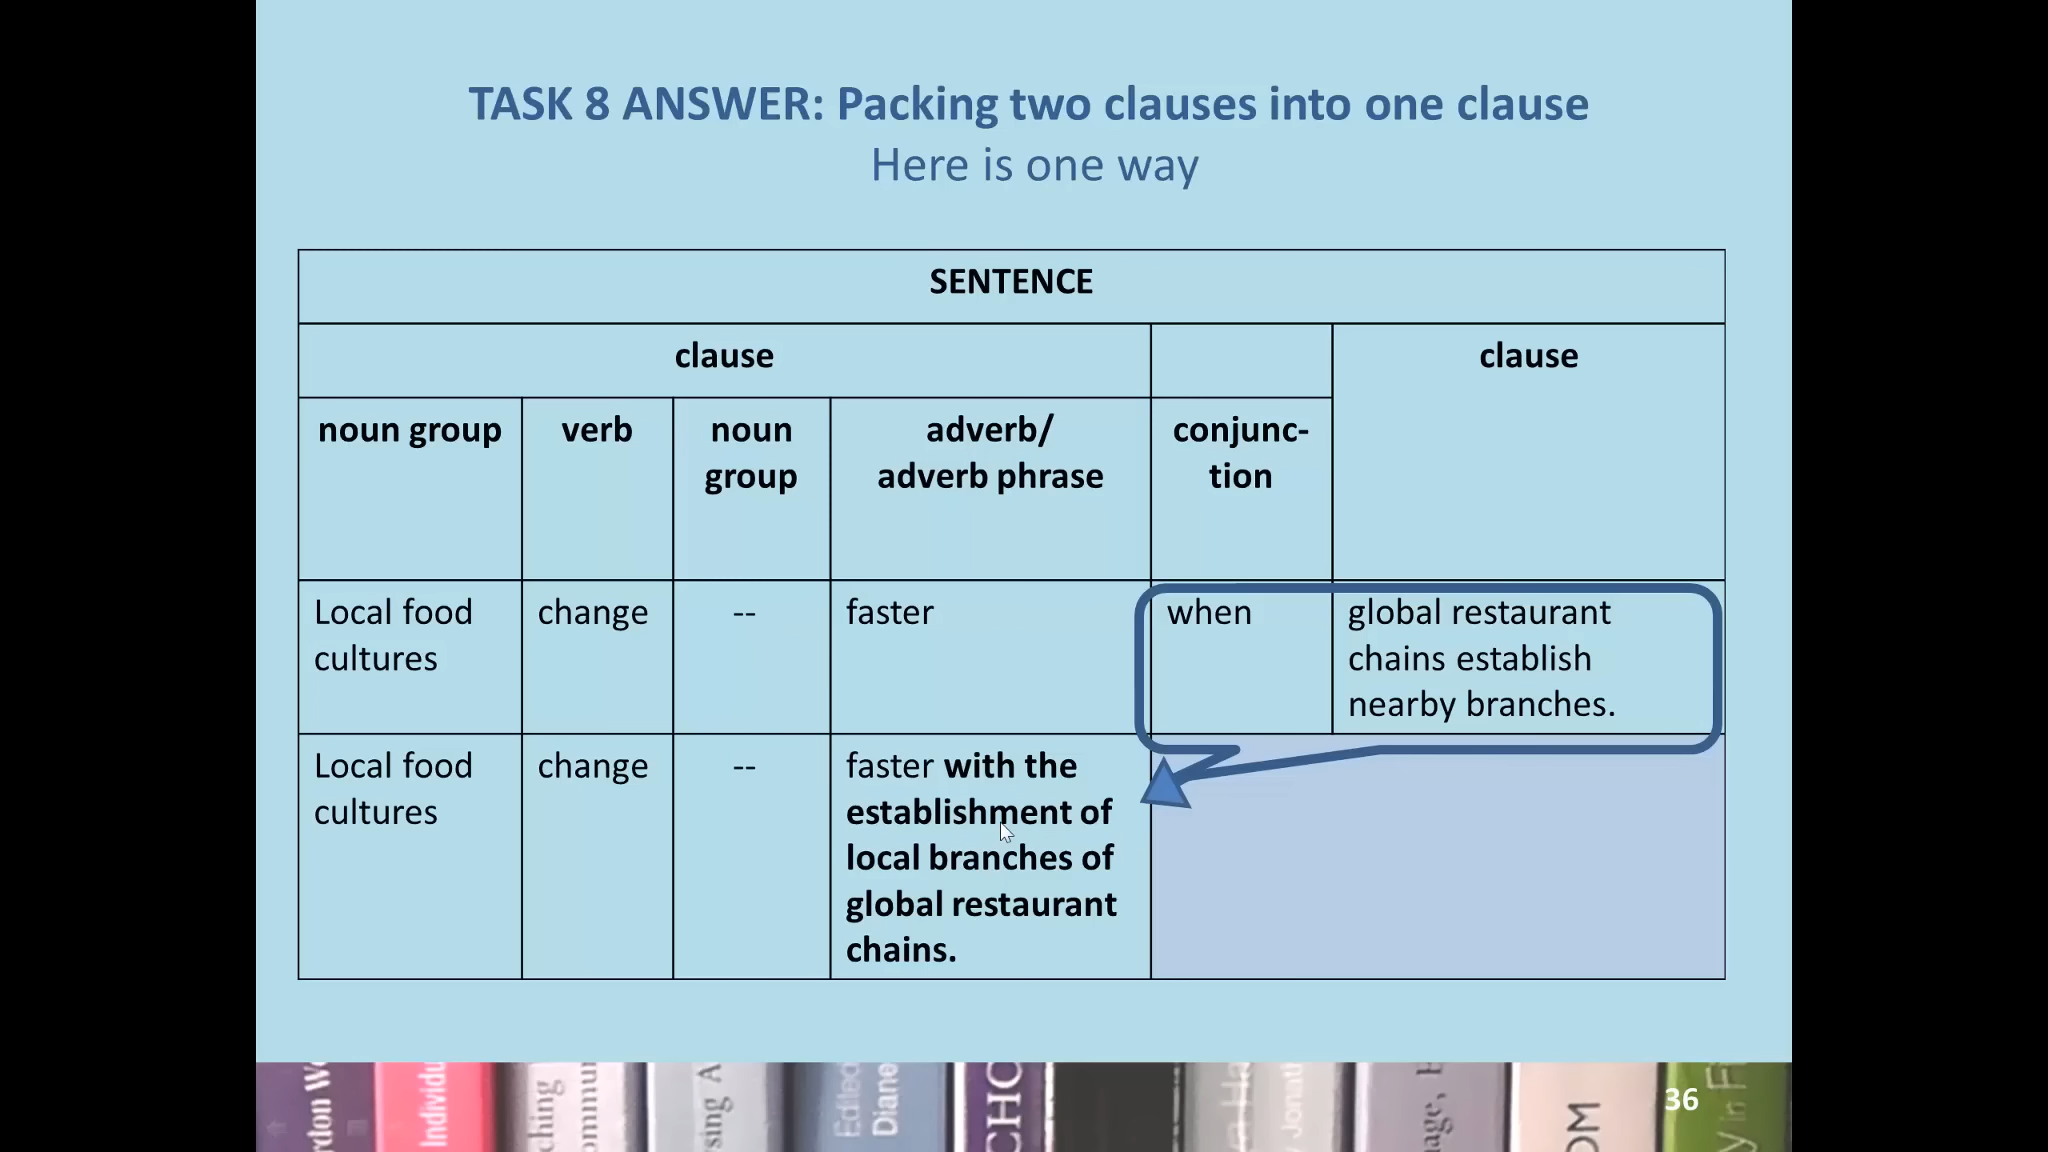 TASK 8 ANSWER: Packing two clauses into one clause
Here is one way
SENTENCE
clause
clause
noun group
verb
noun
group
adverb/
adverb phrase
conjunc-
tion
Local food
cultures
change
--
faster
when
global restaurant
chains establish
nearby branches.
Local food
cultures
change
--
faster with the
establishment of
local branches of
global restaurant
chains.
36